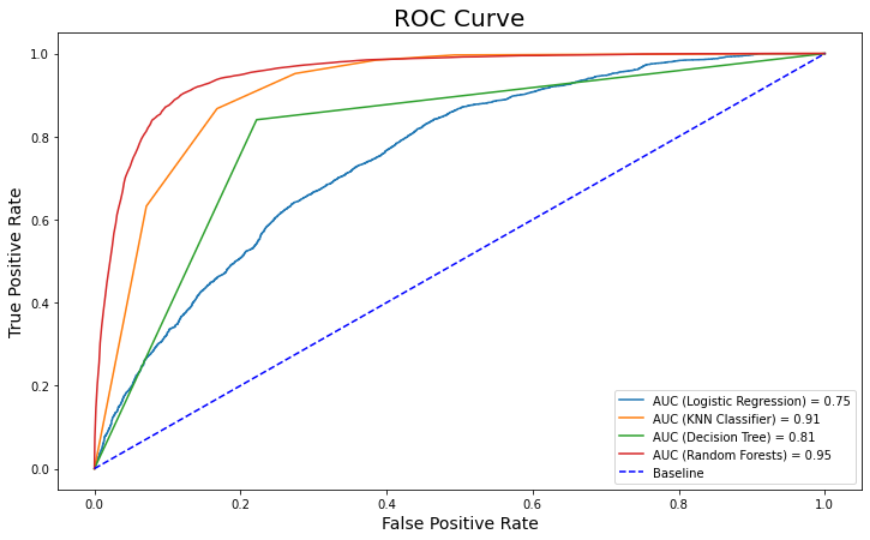 ROC Curve
1.0
0.8
0.6
0.4
0.2
0.0
True Positive Rate
0.0 0.2 0.4 0.6 0.8 1.0
False Positive Rate
AUC (Logistic Regression) = 0.75
AUC (KNN Classifier) = 0.91
AUC (Decision Tree) = 0.81
AUC (Random Forests) = 0.95
Baseline